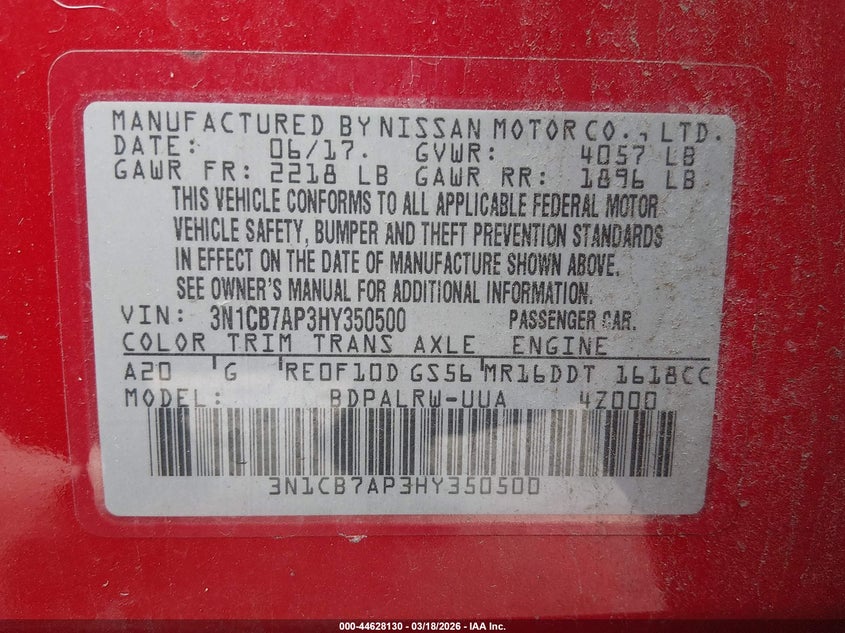 MANUFACTURED BY NISSAN MOTOR CO., LTD.
DATE: 06/17. GVWR: 4057 LB
GAWR FR: 2218 LB GAWR RR: 1896 LB
THIS VEHICLE CONFORMS TO ALL APPLICABLE FEDERAL MOTOR
VEHICLE SAFETY, BUMPER AND THEFT PREVENTION STANDARDS
IN EFFECT ON THE DATE OF MANUFACTURE SHOWN ABOVE.
SEE OWNER'S MANUAL FOR ADDITIONAL INFORMATION.
VIN: 3N1CB7AP3HY350500 PASSENGER CAR.
COLOR TRIM TRANS AXLE ENGINE
A20 G RE0F10D GS56 MR16DDT 1618CC
MODEL: BDPALRW-UUA 4Z000
3N1CB7AP3HY350500
000-44628130 - 03/18/2026 - IAA Inc.